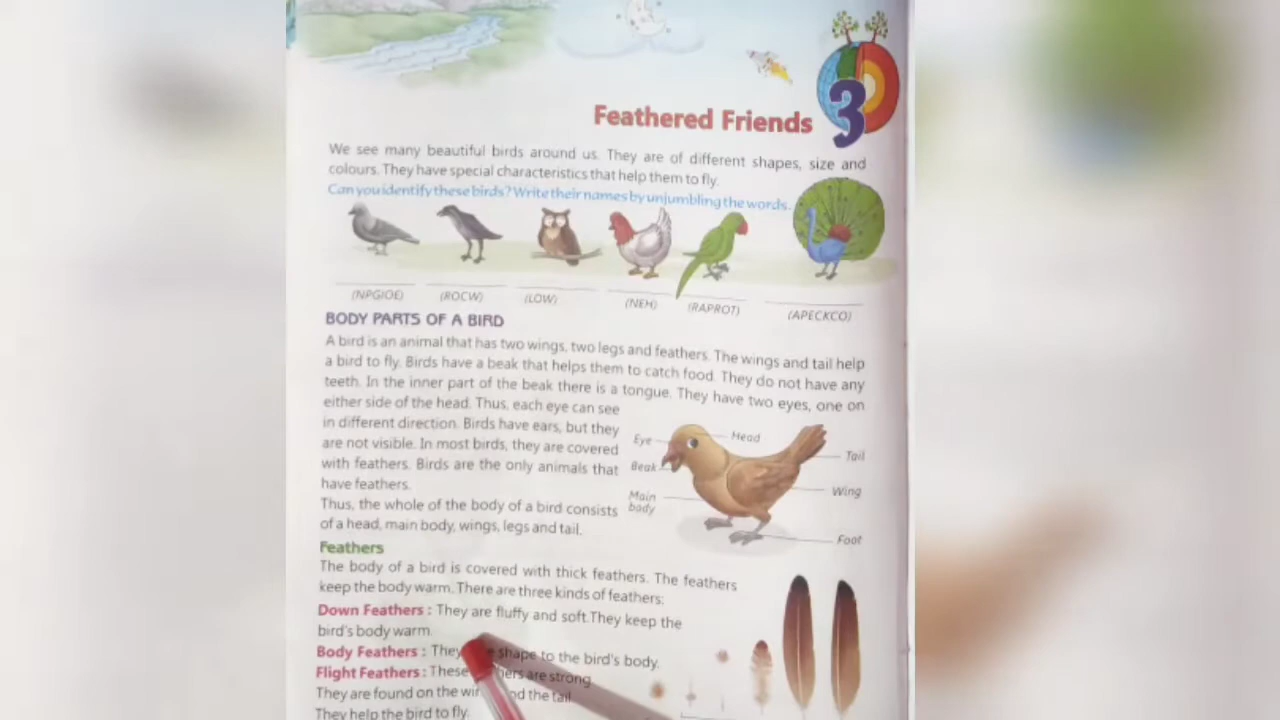 3
Feathered Friends
We see many beautiful birds around us. They are of different shapes, size and
colours. They have special characteristics that help them to fly.
Can you identify these birds? Write their names by unjumbling the words.
(NPGIOE) (ROCW) (LOW) (NEH) (RAPROT) (APECKCO)
BODY PARTS OF A BIRD
A bird is an animal that has two wings, two legs and feathers. The wings and tail help
a bird to fly. Birds have a beak that helps them to catch food. They do not have any
teeth. In the inner part of the beak there is a tongue. They have two eyes, one on
either side of the head. Thus, each eye can see
in different direction. Birds have ears, but they
are not visible. In most birds, they are covered
with feathers. Birds are the only animals that
have feathers.
Thus, the whole of the body of a bird consists
of a head, main body, wings, legs and tail.
Eye
Head
Beak
Tail
Main
body
Wing
Foot
Feathers
The body of a bird is covered with thick feathers. The feathers
keep the body warm. There are three kinds of feathers:
Down Feathers : They are fluffy and soft.They keep the
bird's body warm.
Body Feathers : They shape to the bird's body.
Flight Feathers : These are strong.
They are found on the the tail.
They help the bird to fly.